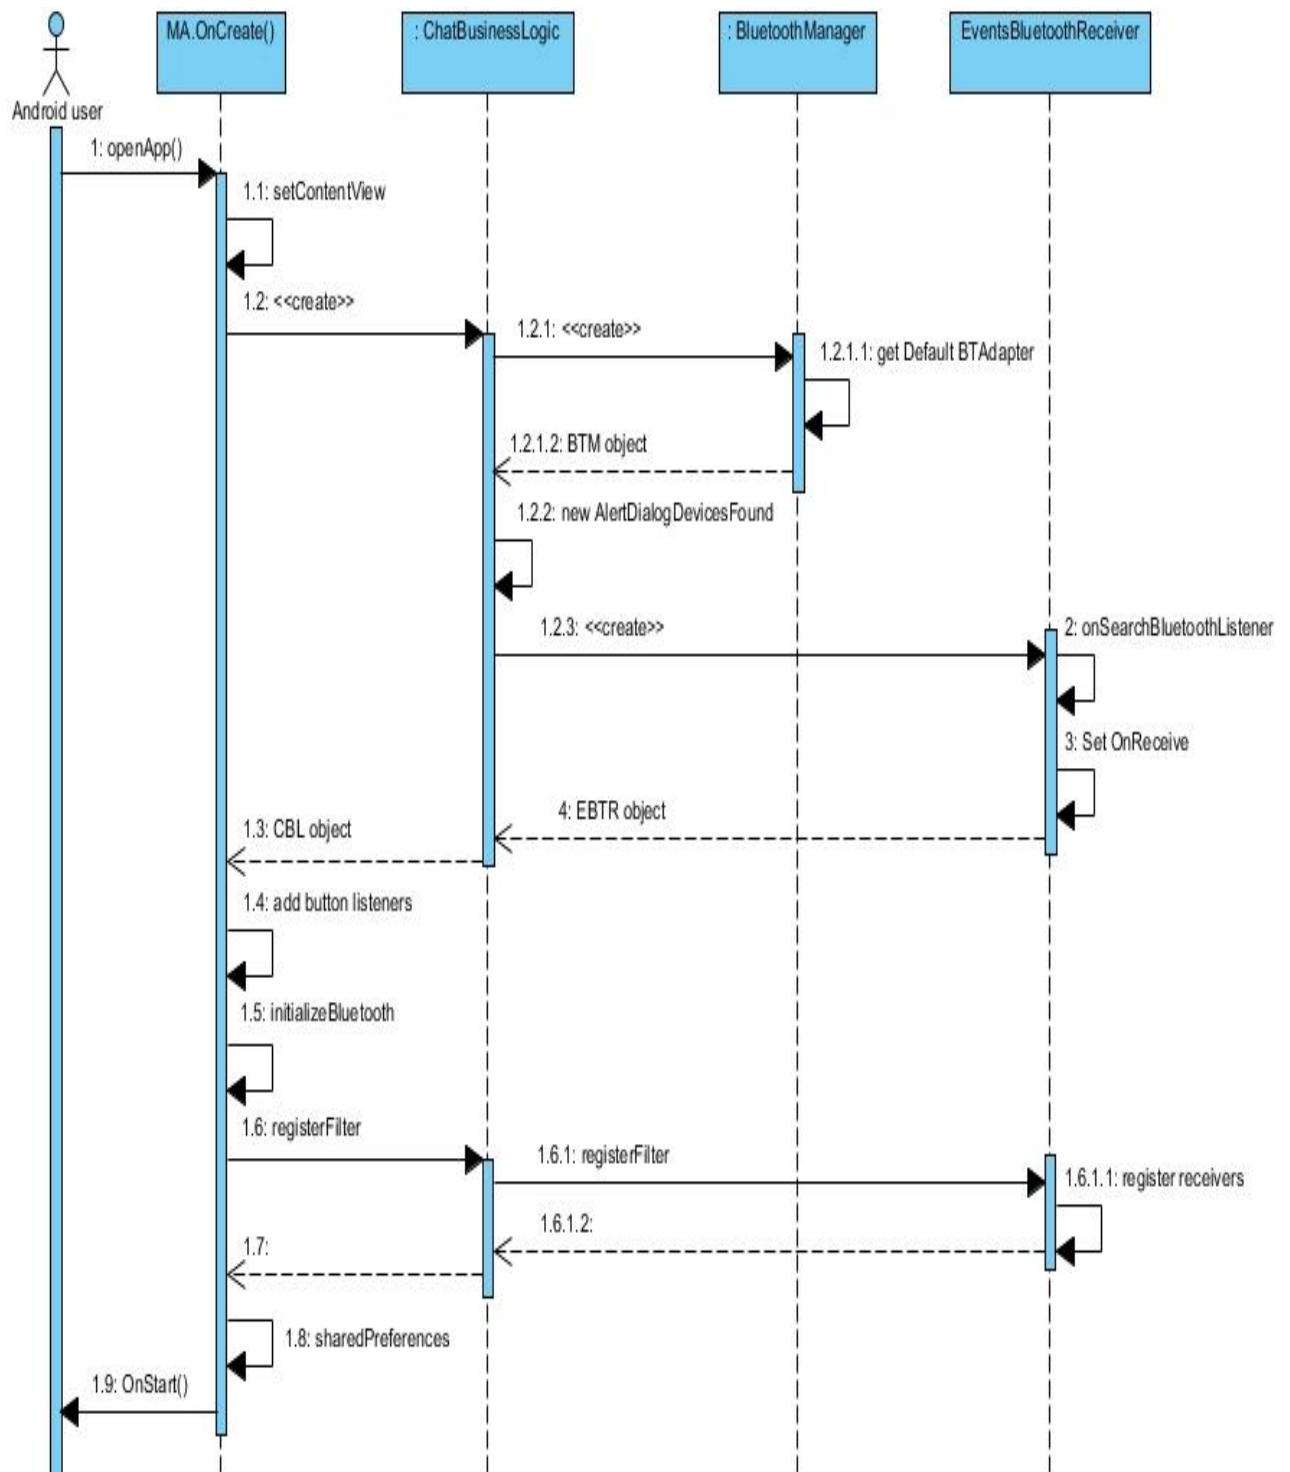 MA.OnCreate()
: ChatBusinessLogic
: BluetoothManager
EventsBluetoothReceiver
Android user
1: openApp()
1.1: setContentView
1.2: <<create>>
1.2.1: <<create>>
1.2.1.1: get Default BTAdapter
1.2.1.2: BTM object
1.2.2: new AlertDialogDevicesFound
1.2.3: <<create>>
2: onSearchBluetoothListener
3: Set OnReceive
4: EBTR object
1.3: CBL object
1.4: add button listeners
1.5: initializeBluetooth
1.6: registerFilter
1.6.1: registerFilter
1.6.1.1: register receivers
1.6.1.2:
1.7:
1.8: sharedPreferences
1.9: OnStart()